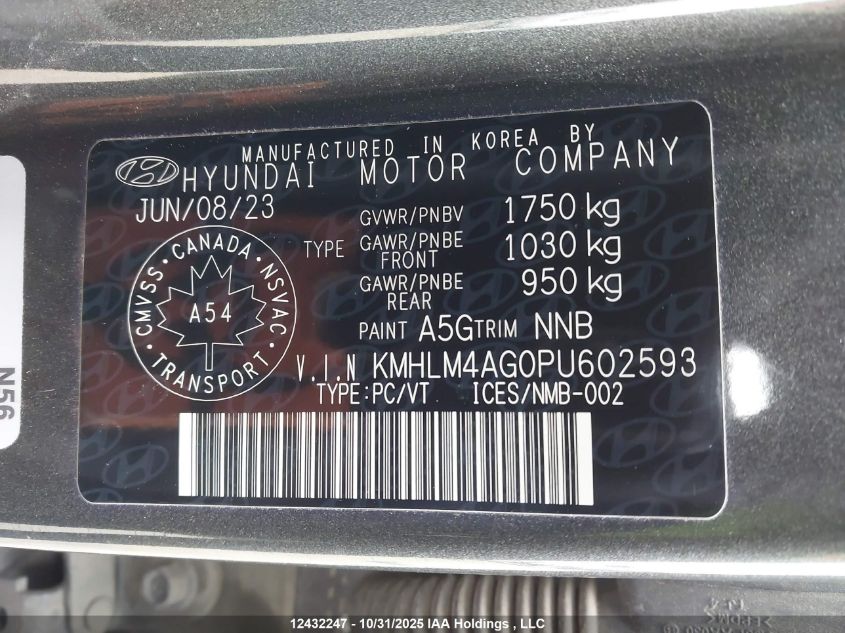 MANUFACTURED IN KOREA BY
HYUNDAI MOTOR COMPANY
JUN/08/23
GVWR/PNBV 1750 kg
TYPE GAWR/PNBE FRONT 1030 kg
GAWR/PNBE REAR 950 kg
CANADA
CMVSS
NSVAC
A54
TRANSPORT
PAINT A5G TRIM NNB
V.I.N KMHLM4AG0PU602593
TYPE:PC/VT ICES/NMB-002
N56
12432247 - 10/31/2025 IAA Holdings , LLC